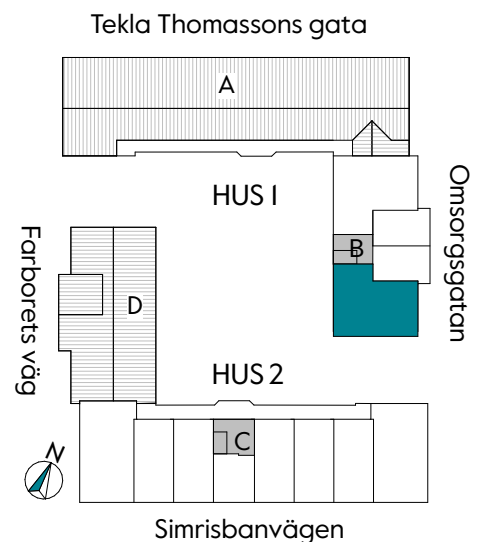 Tekla Thomassons gata
A
HUS 1
Omsorgsgatan
B
Farborets väg
D
HUS 2
C
N
Simrisbanvägen